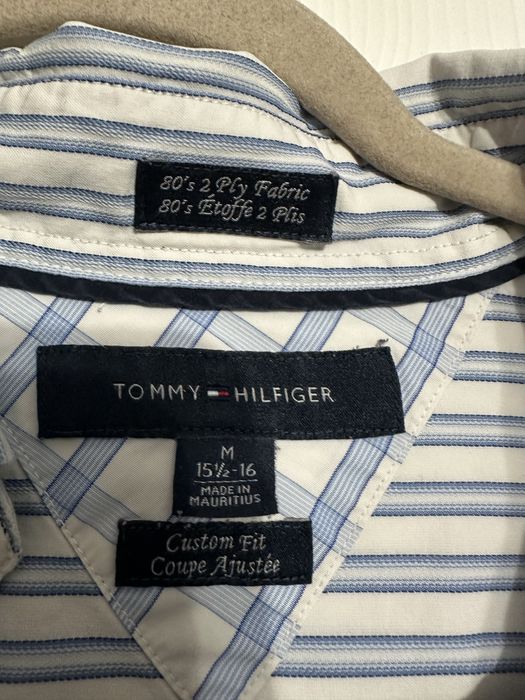 80's 2 Ply Fabric
80's Étoffe 2 Plis
TOMMY HILFIGER
M
15½-16
MADE IN
MAURITIUS
Custom Fit
Coupe Ajustée